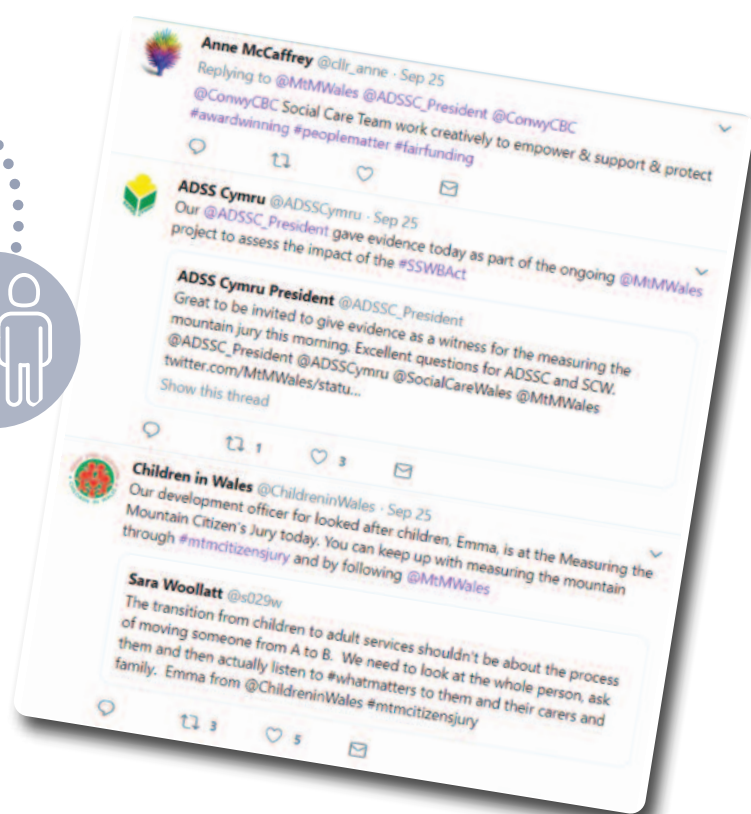 Anne McCaffrey @cllr_anne · Sep 25
Replying to @MtMWales @ADSSC_President @ConwyCBC
@ConwyCBC Social Care Team work creatively to empower & support & protect
#awardwinning #peoplematter #fairfunding
ADSS Cymru @ADSSCymru · Sep 25
Our @ADSSC_President gave evidence today as part of the ongoing @MtMWales
project to assess the impact of the #SSWBAct
ADSS Cymru President @ADSSC_President
Great to be invited to give evidence as a witness for the measuring the
mountain jury this morning. Excellent questions for ADSSC and SCW.
@ADSSC_President @ADSSCymru @SocialCareWales @MtMWales
twitter.com/MtMWales/statu...
Show this thread
1 3
Children in Wales @ChildreninWales · Sep 25
Our development officer for looked after children, Emma, is at the Measuring the
Mountain Citizen's Jury today. You can keep up with measuring the mountain
through #mtmcitizensjury and by following @MtMWales
Sara Woollatt @s029w
The transition from children to adult services shouldn't be about the process
of moving someone from A to B. We need to look at the whole person, ask
them and then actually listen to #whatmatters to them and their carers and
family. Emma from @ChildreninWales #mtmcitizensjury
3 5